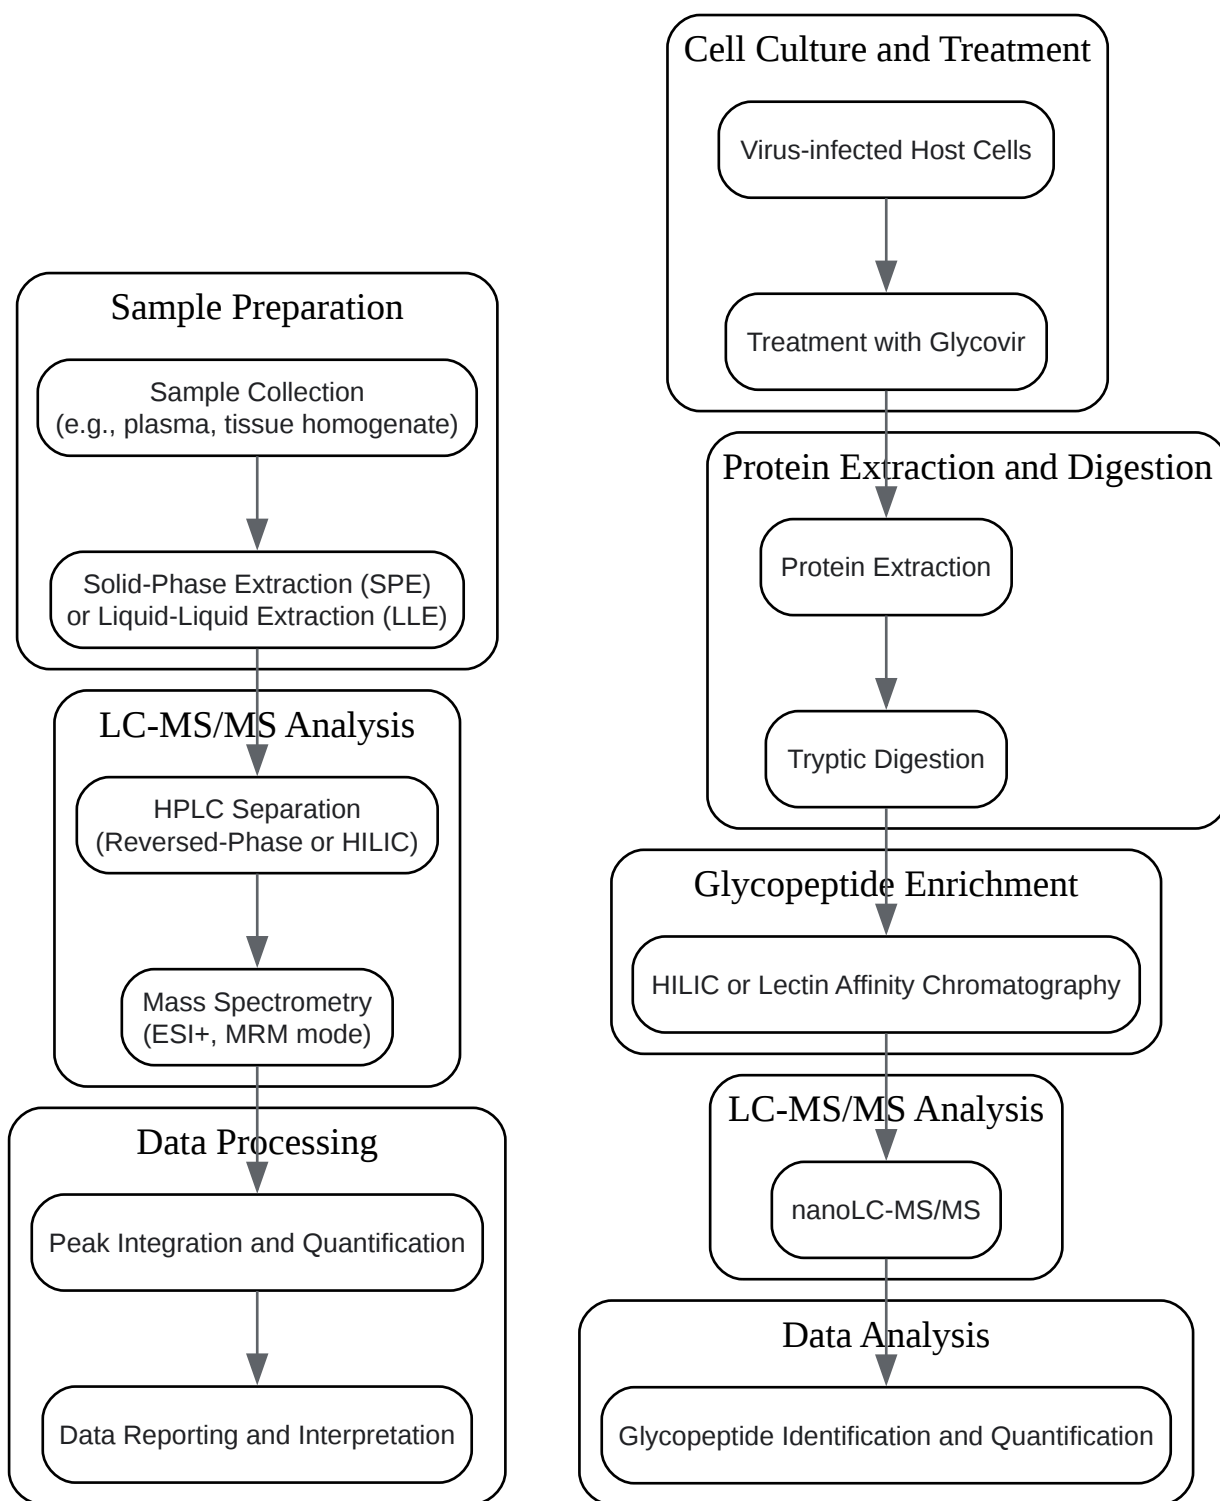 Sample Preparation
Sample Collection
(e.g., plasma, tissue homogenate)
Solid-Phase Extraction (SPE)
or Liquid-Liquid Extraction (LLE)
LC-MS/MS Analysis
HPLC Separation
(Reversed-Phase or HILIC)
Mass Spectrometry
(ESI+, MRM mode)
Data Processing
Peak Integration and Quantification
Data Reporting and Interpretation
Cell Culture and Treatment
Virus-infected Host Cells
Treatment with Glycovir
Protein Extraction and Digestion
Protein Extraction
Tryptic Digestion
Glycopeptide Enrichment
HILIC or Lectin Affinity Chromatography
LC-MS/MS Analysis
nanoLC-MS/MS
Data Analysis
Glycopeptide Identification and Quantification